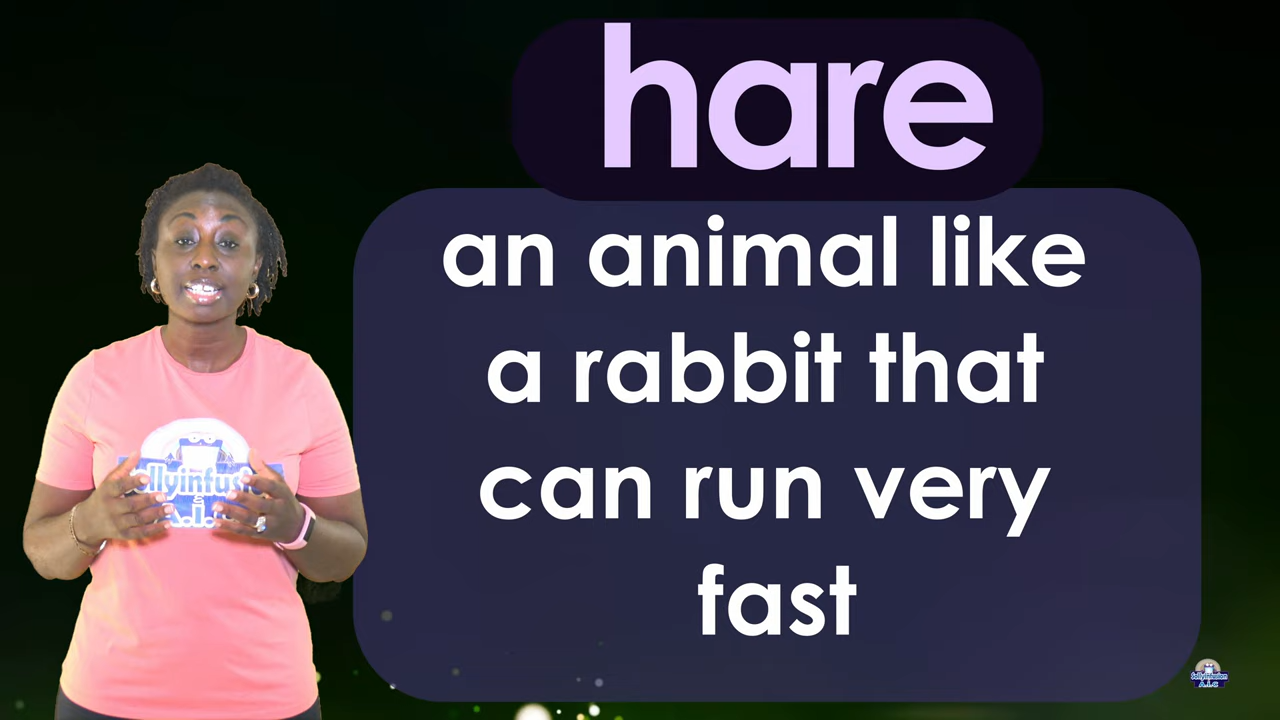 hare
an animal like
a rabbit that
can run very
fast
A.I.C